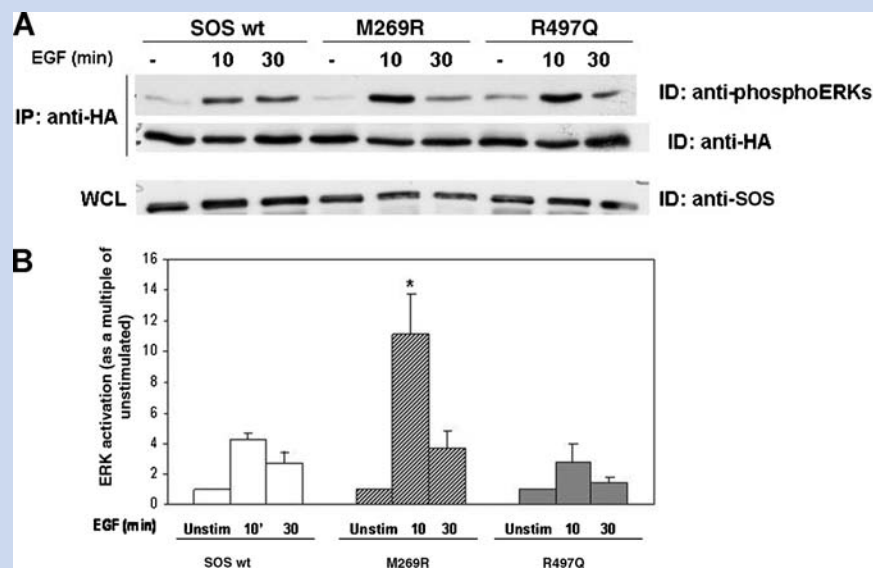 A
SOS wt M269R R497Q
EGF (min) - 10 30 - 10 30 - 10 30
IP: anti-HA
ID: anti-phosphoERKs
ID: anti-HA
WCL ID: anti-SOS
B
ERK activation (as a multiple of
unstimulated)
16
14
12
10
8
6
4
2
0
*
EGF (min) Unstim 10' 30 Unstim 10 30 Unstim 10 30
SOS wt M269R R497Q